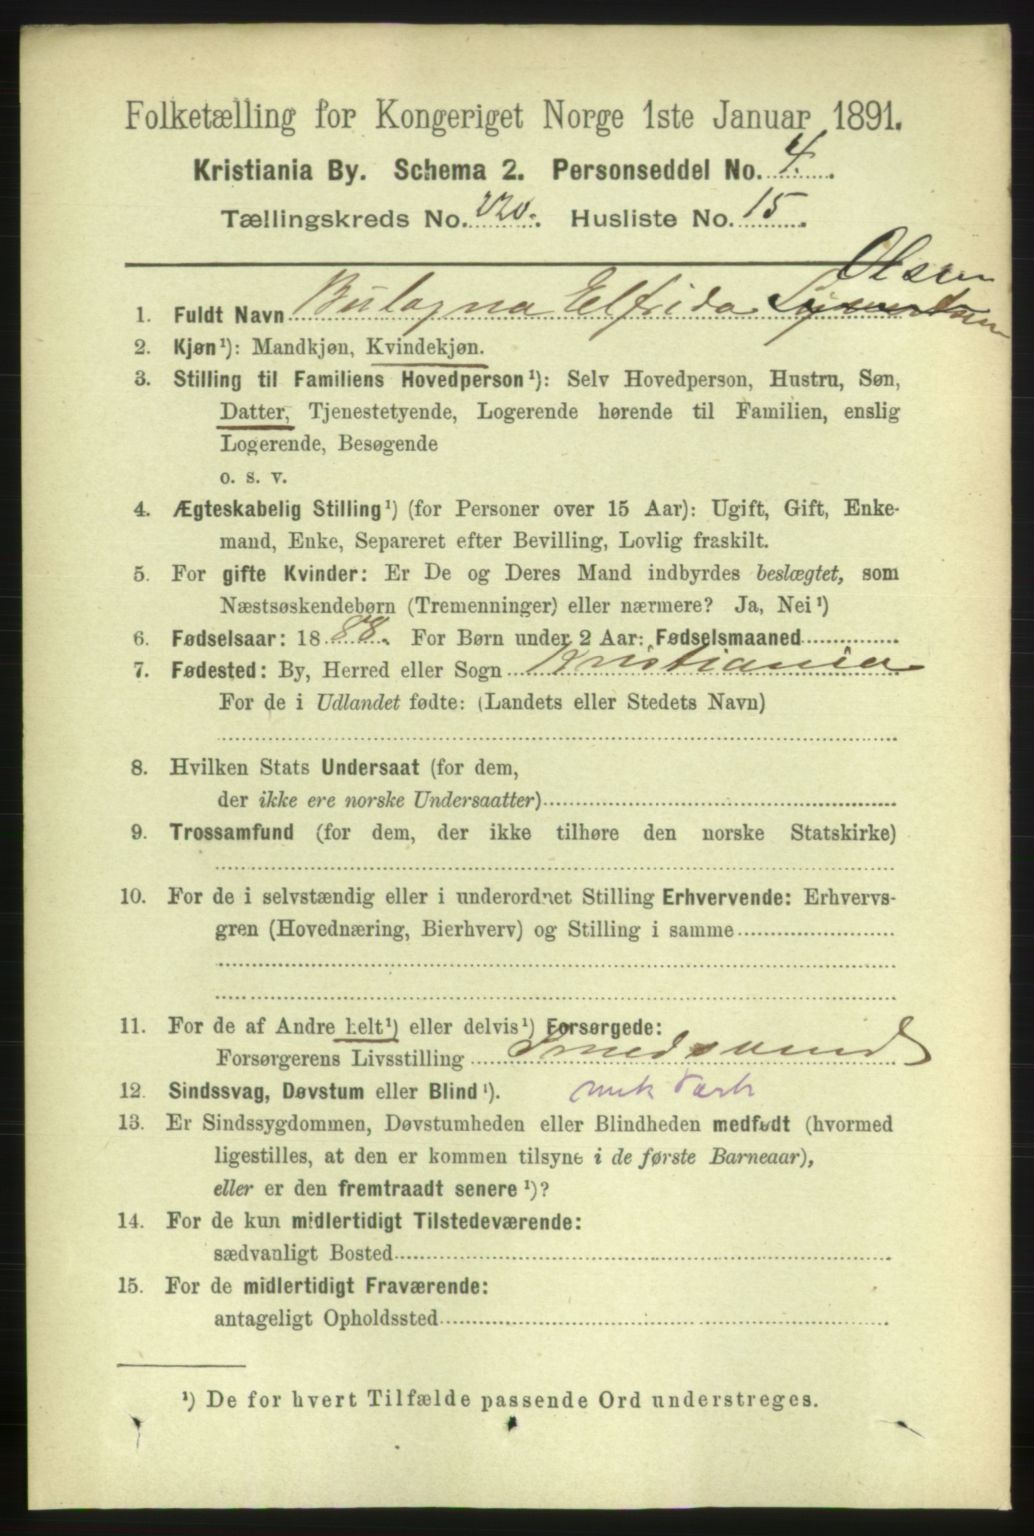 Folketælling for Kongeriget Norge 1ste Januar 1891.
Kristiania By. Schema 2. Personseddel No. 4.
Tællingskreds No. 220. Husliste No. 15
Olsen
1. Fuldt Navn Elfrida
2. Kjøn¹): Mandkjøn, Kvindekjøn.
3. Stilling til Familiens Hovedperson¹): Selv Hovedperson, Hustru, Søn,
Datter, Tjenestetyende, Logerende hørende til Familien, enslig
Logerende, Besøgende
o. s. v.
4. Ægteskabelig Stilling¹) (for Personer over 15 Aar): Ugift, Gift, Enke-
mand, Enke, Separeret efter Bevilling, Lovlig fraskilt.
5. For gifte Kvinder: Er De og Deres Mand indbyrdes beslægtet, som
Næstsøskendebørn (Tremenninger) eller nærmere? Ja, Nei¹)
6. Fødselsaar: 1888. For Børn under 2 Aar: Fødselsmaaned
7. Fødested: By, Herred eller Sogn Kristiania
For de i Udlandet fødte: (Landets eller Stedets Navn)
8. Hvilken Stats Undersaat (for dem,
der ikke ere norske Undersaatter)
9. Trossamfund (for dem, der ikke tilhøre den norske Statskirke)
10. For de i selvstændig eller i underordnet Stilling Erhvervende: Erhvervs-
gren (Hovednæring, Bierhverv) og Stilling i samme
11. For de af Andre helt¹) eller delvis¹) Forsørgede:
Forsørgerens Livsstilling Smedsvend
12. Sindssvag, Døvstum eller Blind¹). mek Værk
13. Er Sindssygdommen, Døvstumheden eller Blindheden medfødt (hvormed
ligestilles, at den er kommen tilsyne i de første Barneaar),
eller er den fremtraadt senere¹)?
14. For de kun midlertidigt Tilstedeværende:
sædvanligt Bosted
15. For de midlertidigt Fraværende:
antageligt Opholdssted
¹) De for hvert Tilfælde passende Ord understreges.